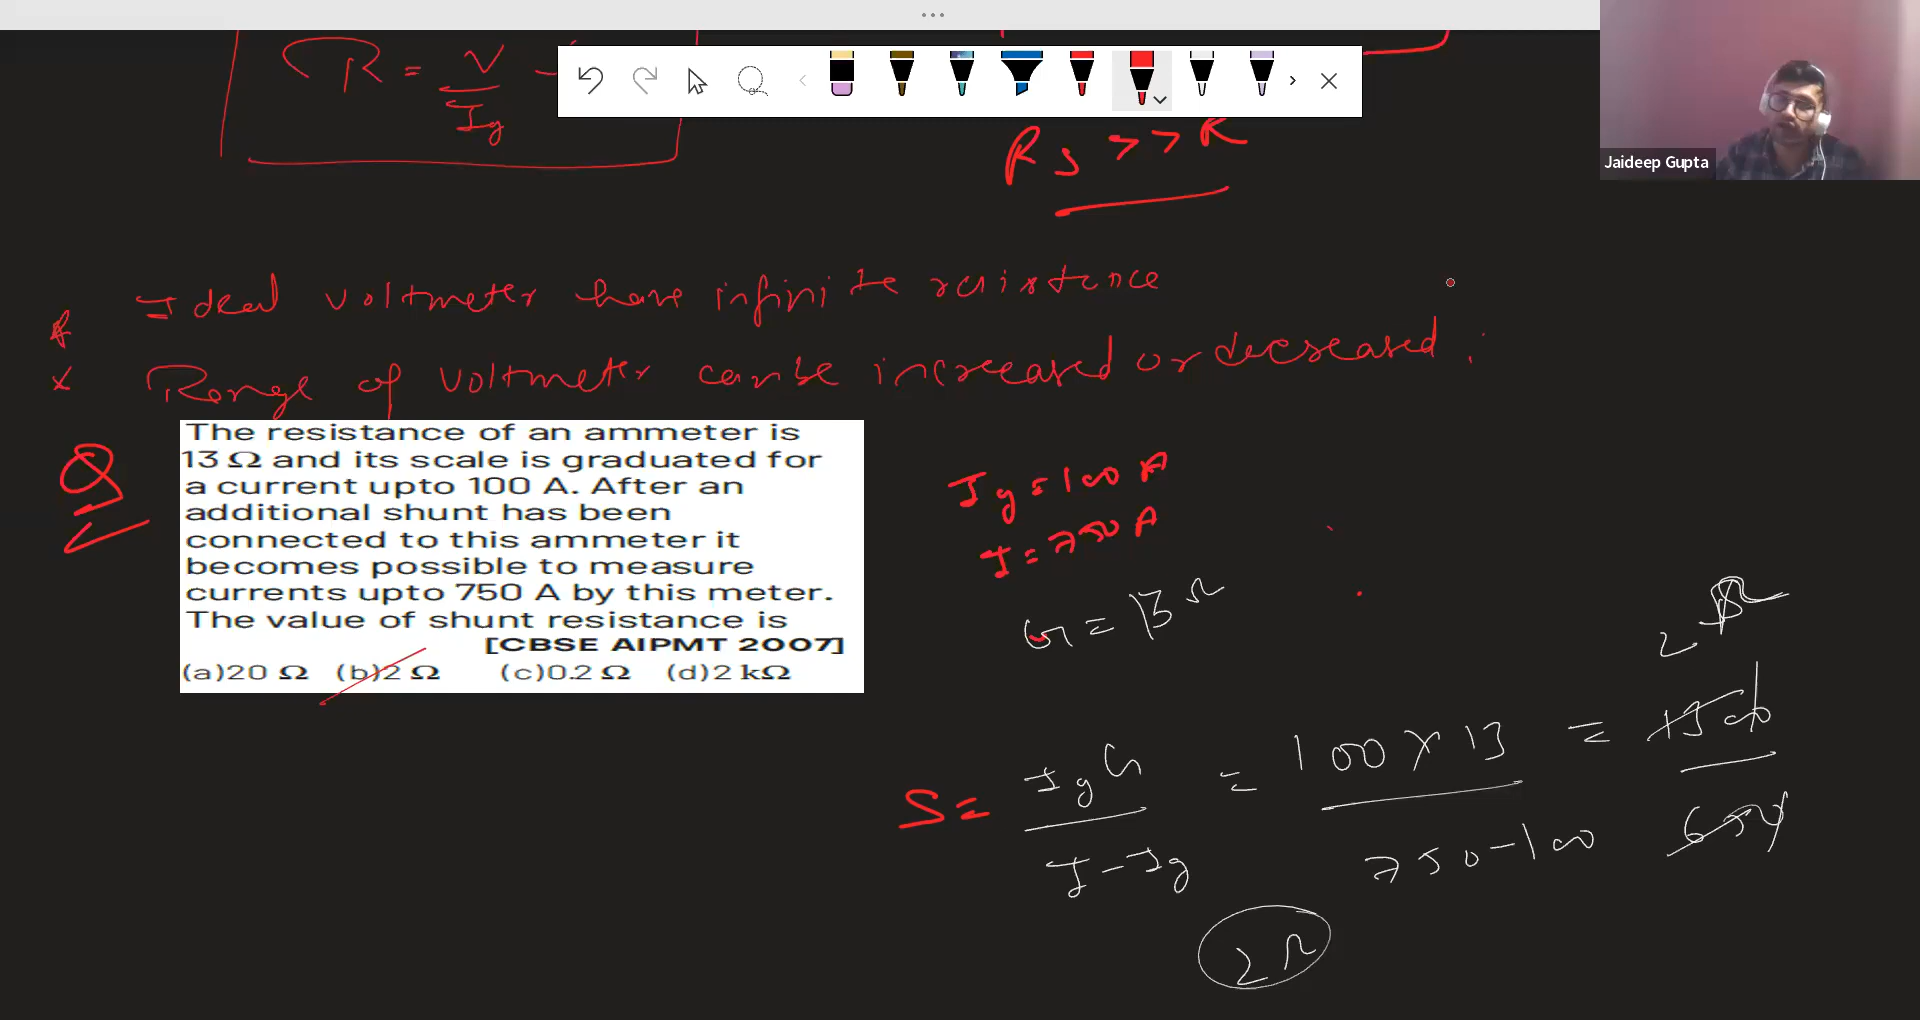 R = V / Ig -
Rs >> R
Jaideep Gupta
Ideal voltmeter have infinite resistance
x Range of voltmeter can be increased or decreased.
Q
The resistance of an ammeter is
13 Ω and its scale is graduated for
a current upto 100 A. After an
additional shunt has been
connected to this ammeter it
becomes possible to measure
currents upto 750 A by this meter.
The value of shunt resistance is
[CBSE AIPMT 2007]
(a)20 Ω (b)2 Ω (c)0.2 Ω (d)2 kΩ
Ig = 100 A
I = 750 A
G = 13 Ω
S = IgG / I - Ig = 100 x 13 / 750 - 100 = 1300 / 650
2 Ω